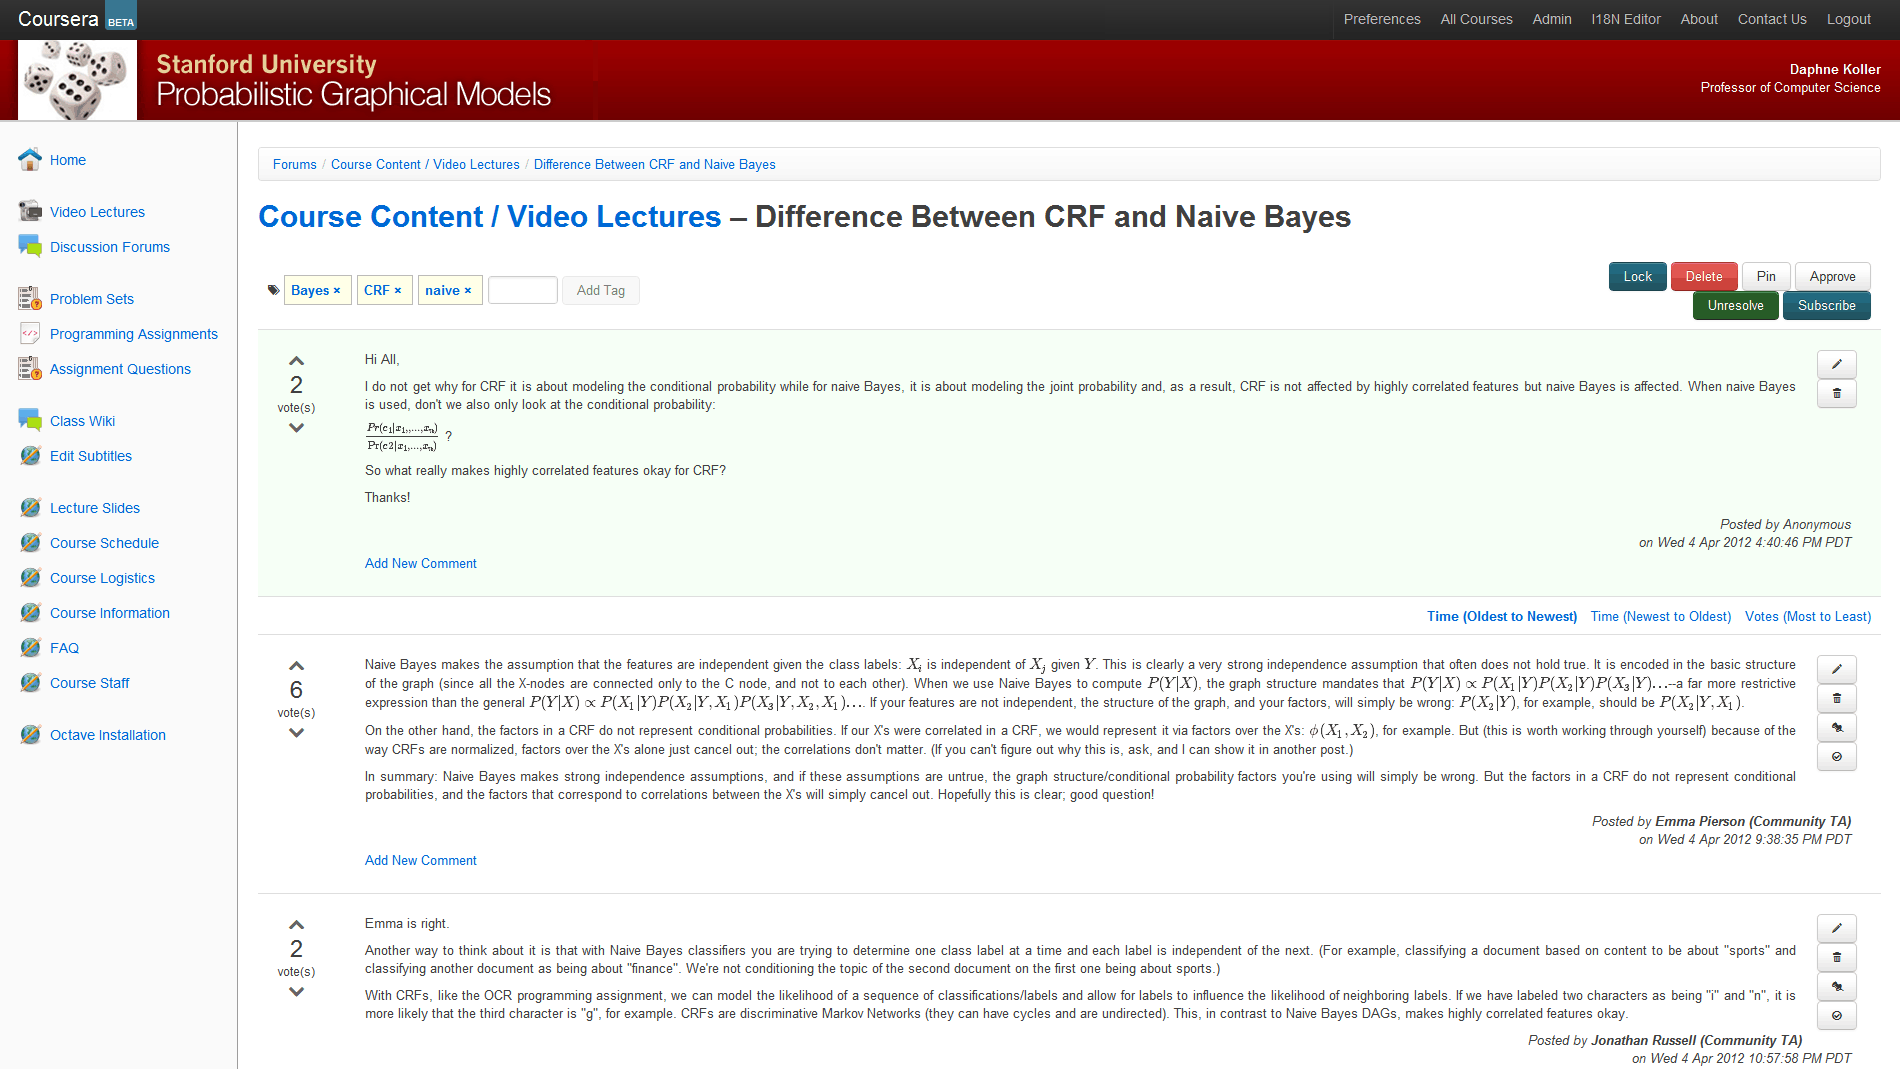 Coursera BETA
Preferences All Courses Admin I18N Editor About Contact Us Logout
Stanford University
Probabilistic Graphical Models
Daphne Koller
Professor of Computer Science
Home
Video Lectures
Discussion Forums
Problem Sets
Programming Assignments
Assignment Questions
Class Wiki
Edit Subtitles
Lecture Slides
Course Schedule
Course Logistics
Course Information
FAQ
Course Staff
Octave Installation
Forums / Course Content / Video Lectures / Difference Between CRF and Naive Bayes
Course Content / Video Lectures – Difference Between CRF and Naive Bayes
Bayes × CRF × naive × Add Tag
Lock Delete Pin Approve
Unresolve Subscribe
2
vote(s)
Hi All,
I do not get why for CRF it is about modeling the conditional probability while for naive Bayes, it is about modeling the joint probability and, as a result, CRF is not affected by highly correlated features but naive Bayes is affected. When naive Bayes
is used, don't we also only look at the conditional probability:
Pr(c₁|x₁,,...,xₙ)
Pr(c2|x₁,...,xₙ) ?
So what really makes highly correlated features okay for CRF?
Thanks!
Posted by Anonymous
on Wed 4 Apr 2012 4:40:46 PM PDT
Add New Comment
Time (Oldest to Newest) Time (Newest to Oldest) Votes (Most to Least)
6
vote(s)
Naive Bayes makes the assumption that the features are independent given the class labels: Xᵢ is independent of Xⱼ given Y. This is clearly a very strong independence assumption that often does not hold true. It is encoded in the basic structure
of the graph (since all the X-nodes are connected only to the C node, and not to each other). When we use Naive Bayes to compute P(Y|X), the graph structure mandates that P(Y|X) ∝ P(X₁|Y)P(X₂|Y)P(X₃|Y)...--a far more restrictive
expression than the general P(Y|X) ∝ P(X₁|Y)P(X₂|Y,X₁)P(X₃|Y,X₂,X₁).... If your features are not independent, the structure of the graph, and your factors, will simply be wrong: P(X₂|Y), for example, should be P(X₂|Y,X₁).
On the other hand, the factors in a CRF do not represent conditional probabilities. If our X's were correlated in a CRF, we would represent it via factors over the X's: ϕ(X₁,X₂), for example. But (this is worth working through yourself) because of the
way CRFs are normalized, factors over the X's alone just cancel out; the correlations don't matter. (If you can't figure out why this is, ask, and I can show it in another post.)
In summary: Naive Bayes makes strong independence assumptions, and if these assumptions are untrue, the graph structure/conditional probability factors you're using will simply be wrong. But the factors in a CRF do not represent conditional
probabilities, and the factors that correspond to correlations between the X's will simply cancel out. Hopefully this is clear; good question!
Posted by Emma Pierson (Community TA)
on Wed 4 Apr 2012 9:38:35 PM PDT
Add New Comment
2
vote(s)
Emma is right.
Another way to think about it is that with Naive Bayes classifiers you are trying to determine one class label at a time and each label is independent of the next. (For example, classifying a document based on content to be about "sports" and
classifying another document as being about "finance". We're not conditioning the topic of the second document on the first one being about sports.)
With CRFs, like the OCR programming assignment, we can model the likelihood of a sequence of classifications/labels and allow for labels to influence the likelihood of neighboring labels. If we have labeled two characters as being "i" and "n", it is
more likely that the third character is "g", for example. CRFs are discriminative Markov Networks (they can have cycles and are undirected). This, in contrast to Naive Bayes DAGs, makes highly correlated features okay.
Posted by Jonathan Russell (Community TA)
on Wed 4 Apr 2012 10:57:58 PM PDT